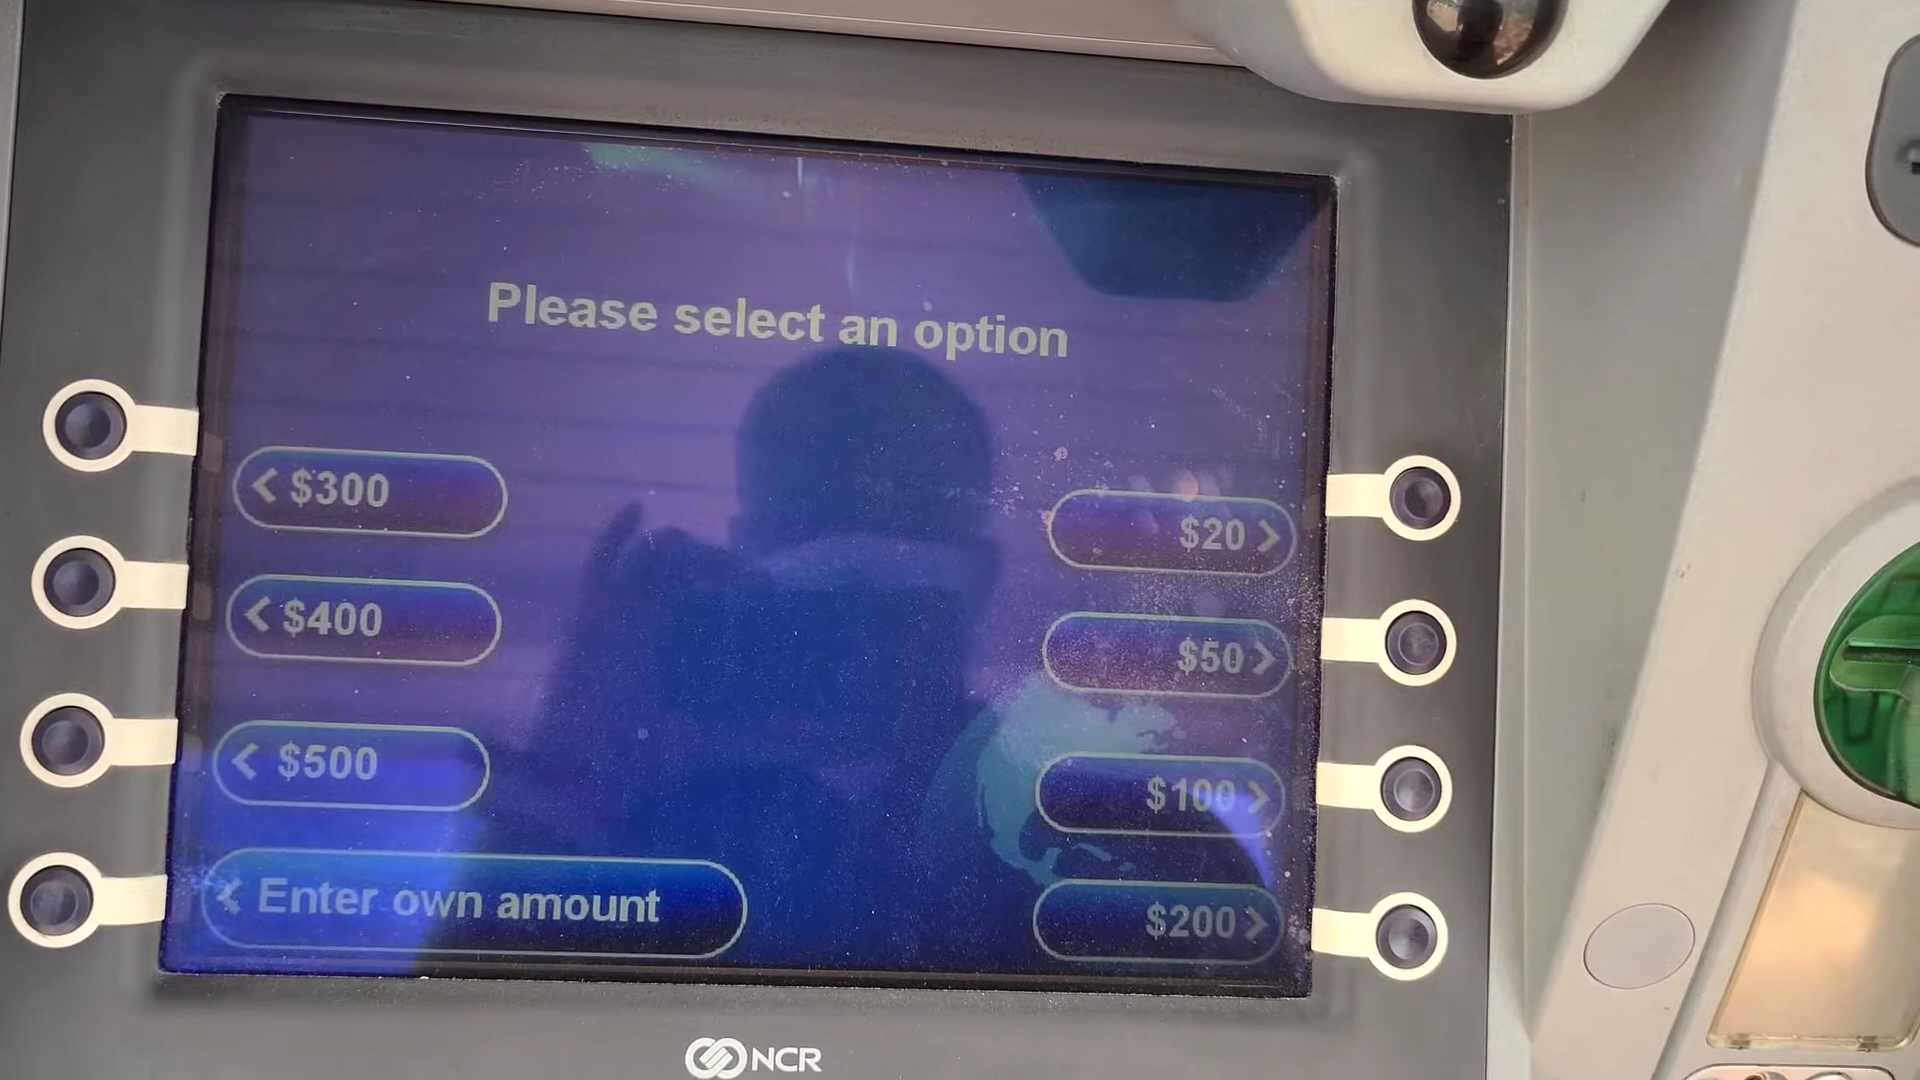 Please select an option
< $300
$20 >
< $400
$50 >
< $500
$100 >
< Enter own amount
$200 >
NCR